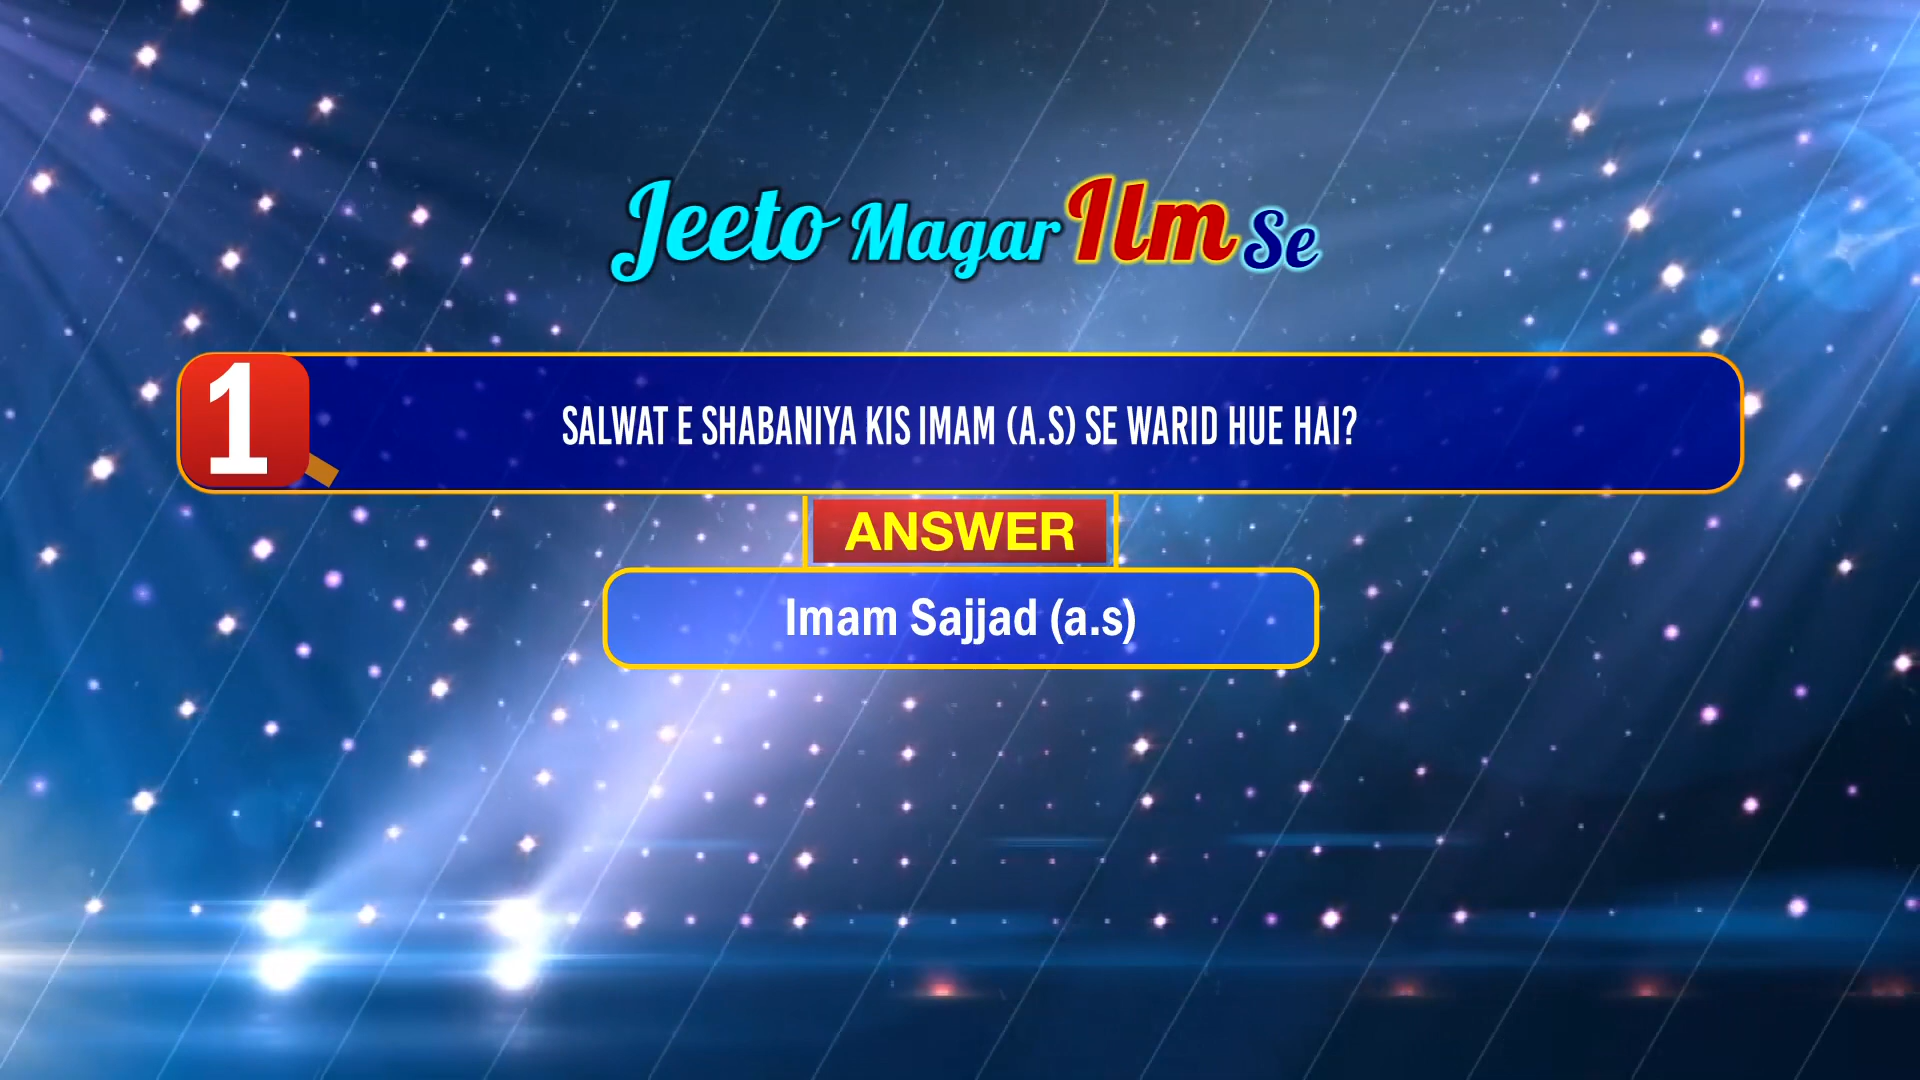 Jeeto Magar Ilm Se
1
SALWAT E SHABANIYA KIS IMAM (A.S) SE WARID HUE HAI?
ANSWER
Imam Sajjad (a.s)